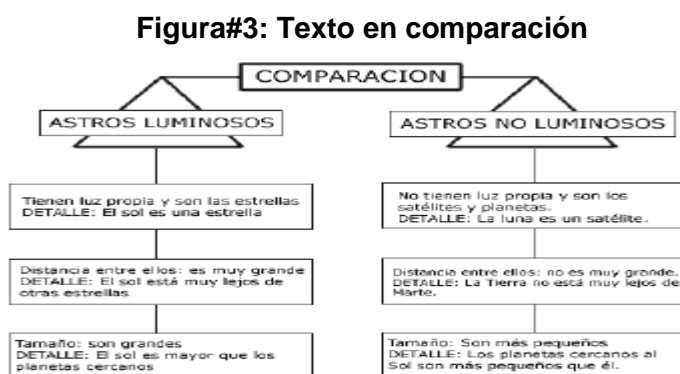 Figura#3: Texto en comparación
COMPARACION
ASTROS LUMINOSOS
ASTROS NO LUMINOSOS
Tienen luz propia y son las estrellas
DETALLE: El sol es una estrella
No tienen luz propia y son los
satélites y planetas.
DETALLE: La luna es un satélite.
Distancia entre ellos: es muy grande
DETALLE: El sol está muy lejos de
otras estrellas
Distancia entre ellos: no es muy grande.
DETALLE: La Tierra no está muy lejos de
Marte.
Tamaño: son grandes
DETALLE: El sol es mayor que los
planetas cercanos
Tamaño: Son más pequeños
DETALLE: Los planetas cercanos al
Sol son más pequeños que él.